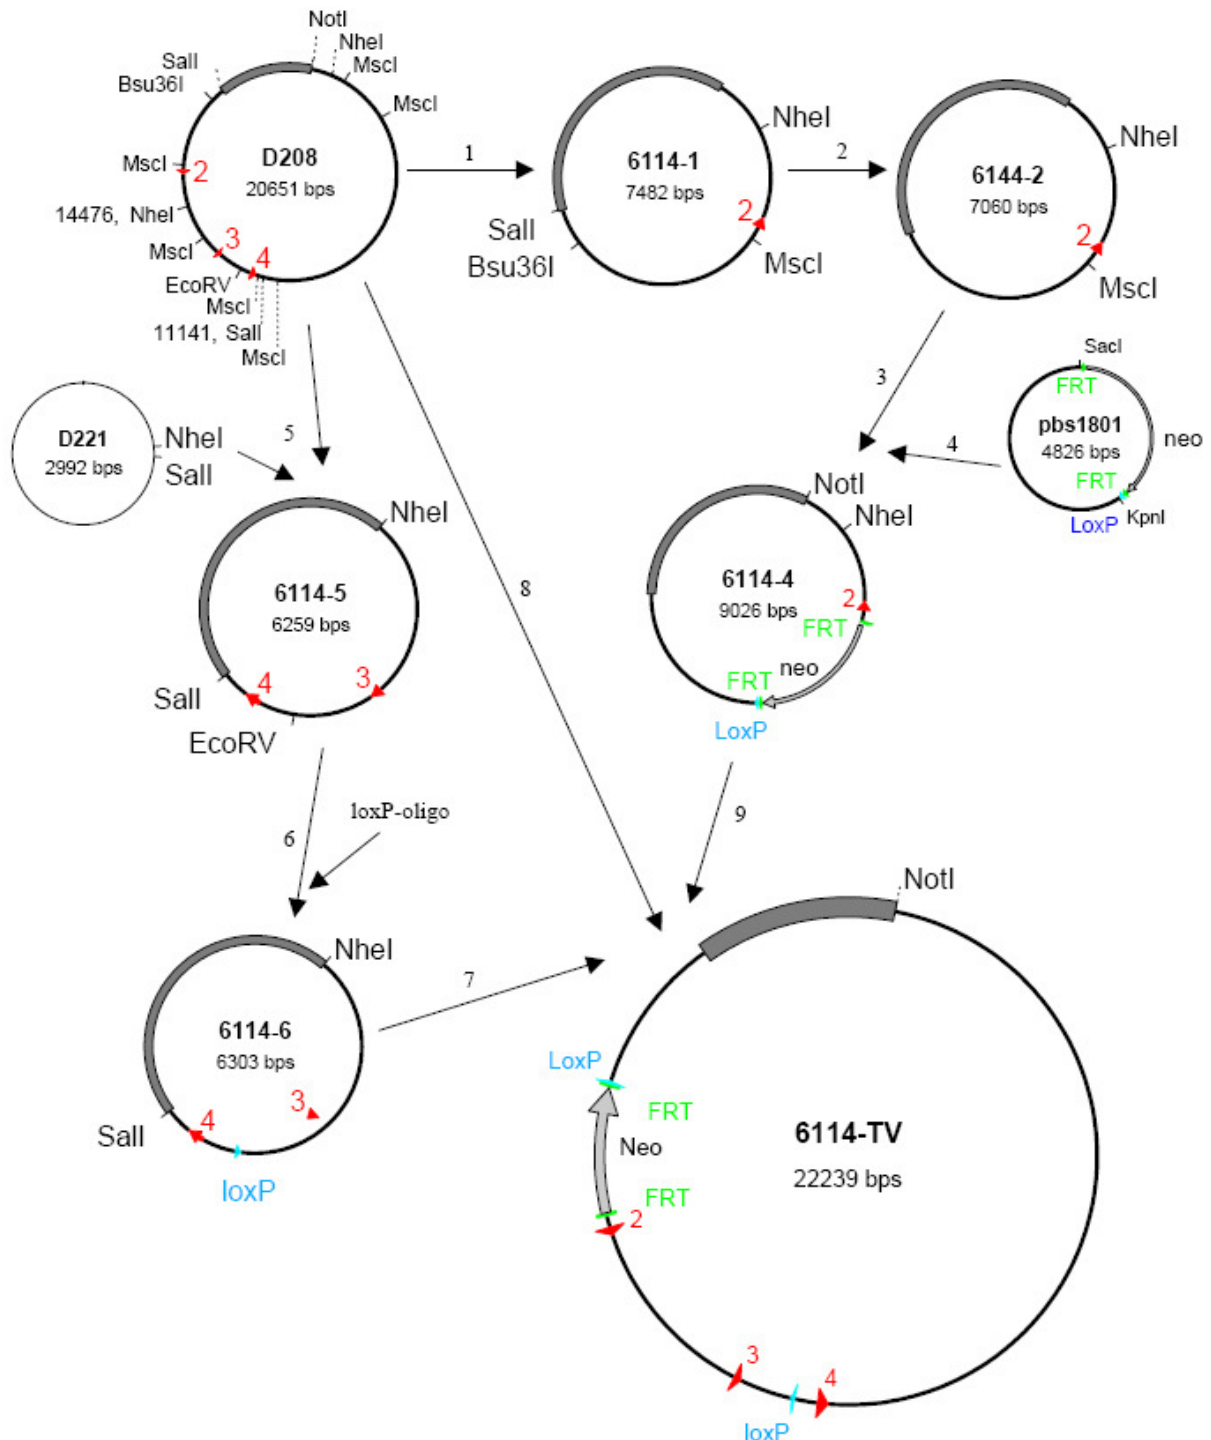 NotI
NheI
MscI
SalI
Bsu36I
MscI
MscI
2
D208
20651 bps
14476, NheI
MscI
3
4
EcoRV
MscI
11141, SalI
MscI
1
6114-1
7482 bps
NheI
2
SalI
Bsu36I
MscI
2
6144-2
7060 bps
NheI
2
MscI
3
SacI
FRT
pbs1801
4826 bps
neo
FRT
LoxP
KpnI
4
D221
2992 bps
NheI
SalI
5
NheI
6114-5
6259 bps
SalI
4
3
EcoRV
8
NotI
NheI
6114-4
9026 bps
2
FRT
neo
FRT
LoxP
6
loxP-oligo
9
NheI
6114-6
6303 bps
3
4
SalI
loxP
7
NotI
LoxP
FRT
Neo
FRT
2
6114-TV
22239 bps
3
4
loxP